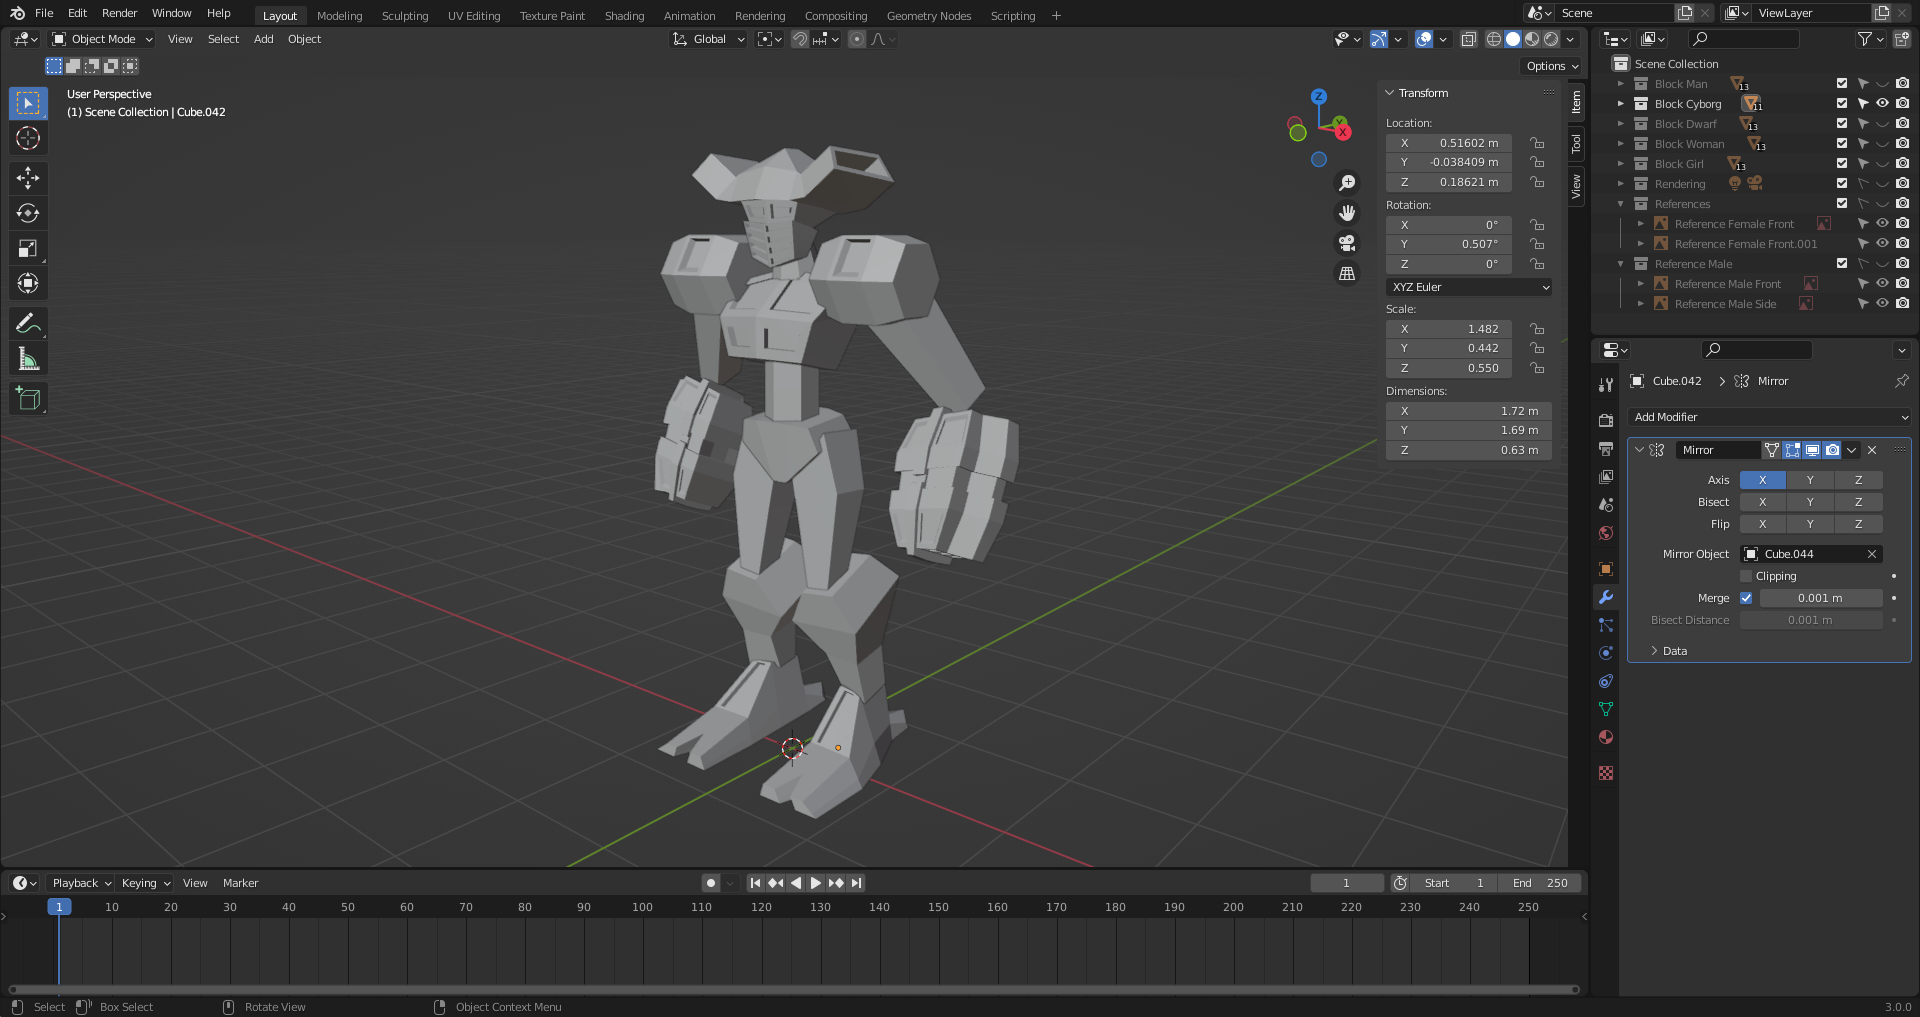 File Edit Render Window Help Layout Modeling Sculpting UV Editing Texture Paint Shading Animation Rendering Compositing Geometry Nodes Scripting + Scene ViewLayer
Object Mode View Select Add Object Global
Options
User Perspective
(1) Scene Collection | Cube.042
Z
Y
X
Item
Tool
View
Transform
Location:
X 0.51602 m
Y -0.038409 m
Z 0.18621 m
Rotation:
X 0°
Y 0.507°
Z 0°
XYZ Euler
Scale:
X 1.482
Y 0.442
Z 0.550
Dimensions:
X 1.72 m
Y 1.69 m
Z 0.63 m
Scene Collection
Block Man 13
Block Cyborg 11
Block Dwarf 13
Block Woman 13
Block Girl 13
Rendering
References
Reference Female Front
Reference Female Front.001
Reference Male
Reference Male Front
Reference Male Side
Cube.042 Mirror
Add Modifier
Mirror
Axis X Y Z
Bisect X Y Z
Flip X Y Z
Mirror Object Cube.044
Clipping
Merge 0.001 m
Bisect Distance 0.001 m
Data
Playback Keying View Marker 1 Start 1 End 250
1 10 20 30 40 50 60 70 80 90 100 110 120 130 140 150 160 170 180 190 200 210 220 230 240 250
Select Box Select Rotate View Object Context Menu 3.0.0